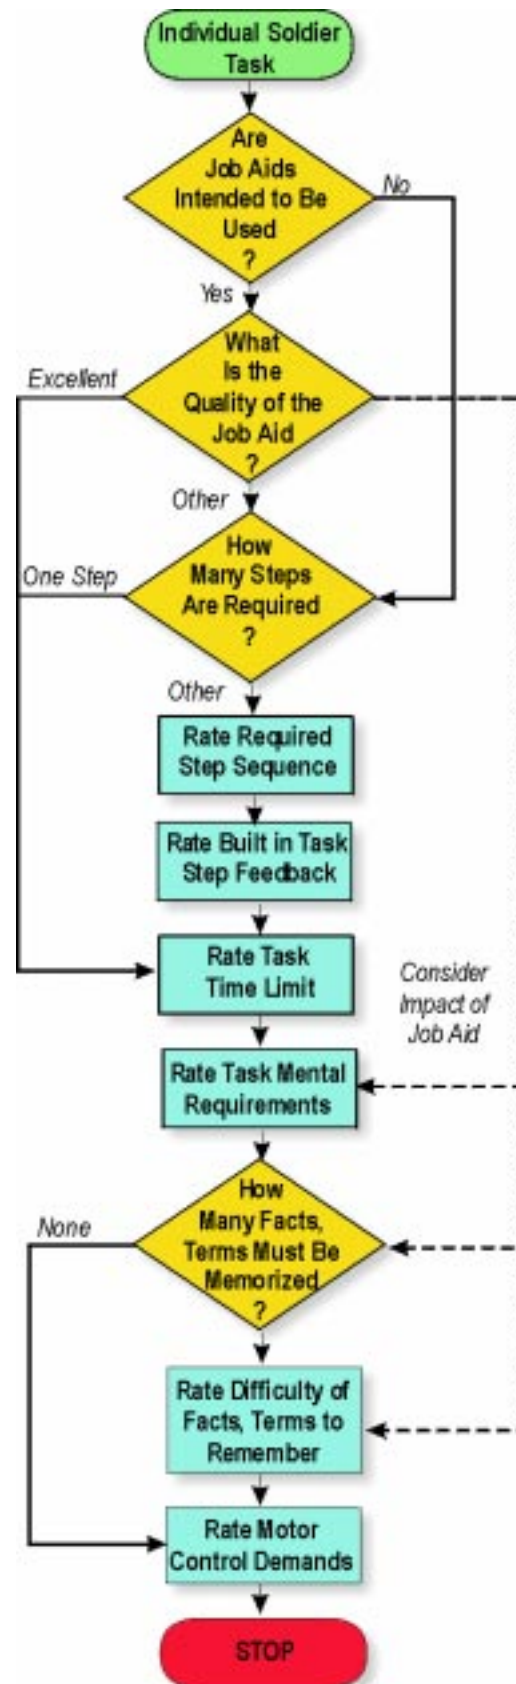 Individual Soldier
Task
Are
Job Aids
Intended to Be
Used
?
No
Yes
What
Is the
Quality of the
Job Aid
?
Excellent
Other
How
Many Steps
Are Required
?
One Step
Other
Rate Required
Step Sequence
Rate Built in Task
Step Feedback
Rate Task
Time Limit
Consider
Impact of
Job Aid
Rate Task Mental
Requirements
How
Many Facts,
Terms Must Be
Memorized
?
None
Rate Difficulty of
Facts, Terms to
Remember
Rate Motor
Control Demands
STOP